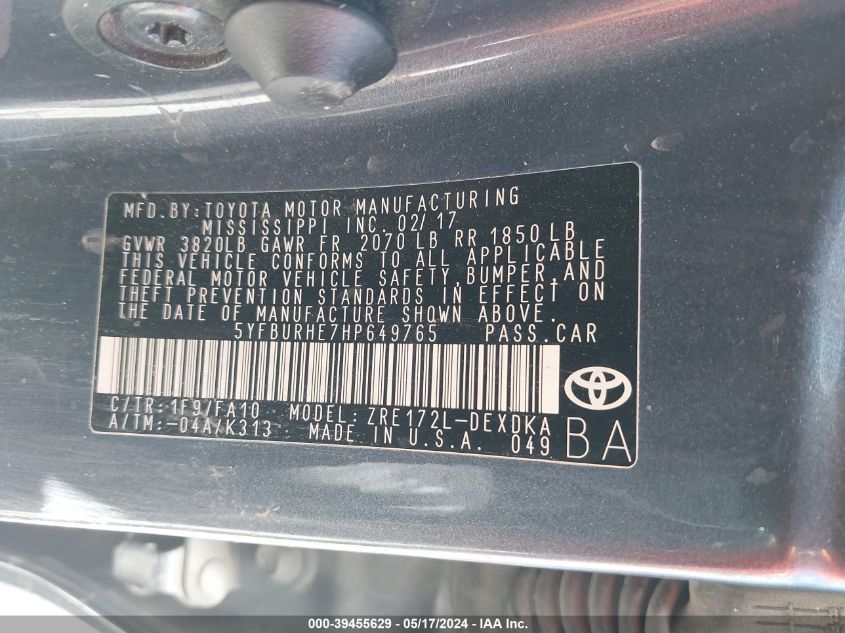 MFD.BY:TOYOTA MOTOR MANUFACTURING
MISSISSIPPI INC. 02/17
GVWR 3820LB GAWR FR 2070 LB RR 1850 LB
THIS VEHICLE CONFORMS TO ALL APPLICABLE
FEDERAL MOTOR VEHICLE SAFETY,BUMPER,AND
THEFT PREVENTION STANDARDS IN EFFECT ON
THE DATE OF MANUFACTURE SHOWN ABOVE.
5YFBURHE7HP649765 PASS.CAR
C/TR:1F9/FA10 MODEL: ZRE172L-DEXDKA
A/TM:-04A/K313 MADE IN U.S.A. 049 BA
000-39455629 - 05/17/2024 - IAAI.com.